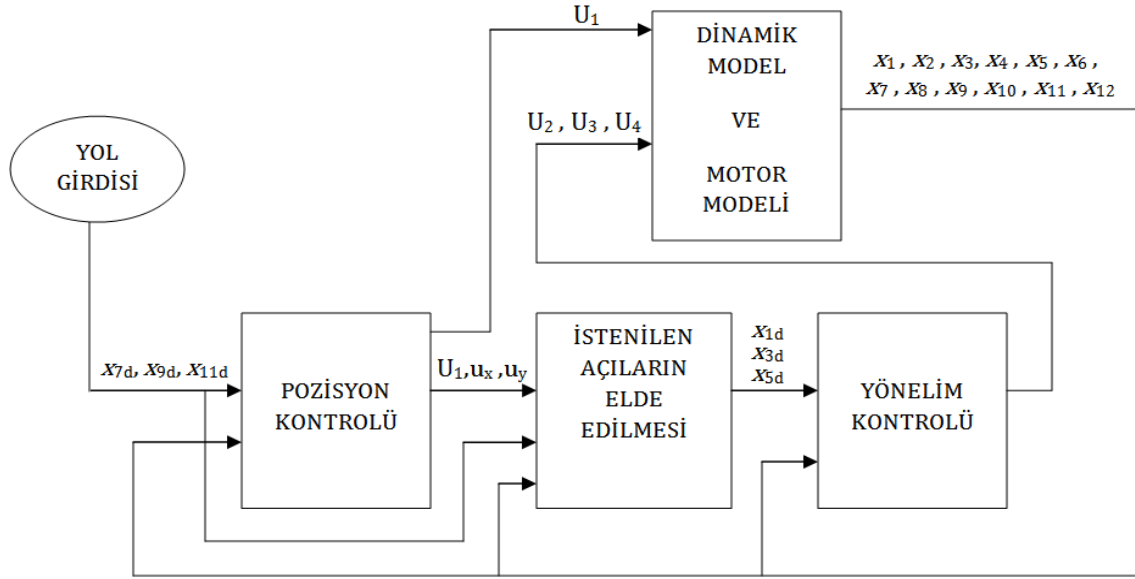 U₁
DİNAMİK
MODEL
VE
MOTOR
MODELİ
x₁ , x₂ , x₃, x₄ , x₅ , x₆ ,
x₇ , x₈ , x₉ , x₁₀ , x₁₁ , x₁₂
U₂ , U₃ , U₄
YOL
GİRDİSİ
x₇d, x₉d, x₁₁d
POZİSYON
KONTROLÜ
U₁,uₓ ,uᵧ
İSTENİLEN
AÇILARIN
ELDE
EDİLMESİ
x₁d
x₃d
x₅d
YÖNELİM
KONTROLÜ